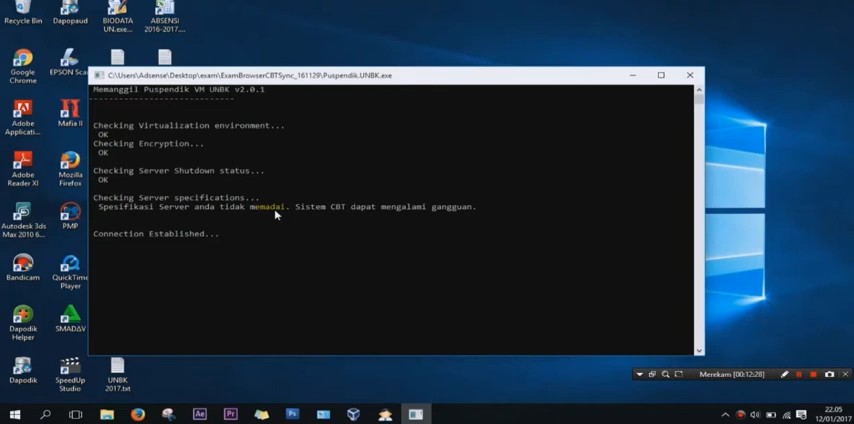 Recycle Bin
Dapopaud
BIODATA
UN.exe...
ABSENSI
2016-2017....
Google
Chrome
EPSON Scan
C:\Users\Adsense\Desktop\exam\ExamBrowserCBTSync_161129\Puspendik.UNBK.exe
Memanggil Puspendik VM UNBK v2.0.1
----------------------------
Checking Virtualization environment...
OK
Checking Encryption...
OK
Checking Server Shutdown status...
OK
Checking Server specifications...
Spesifikasi Server anda tidak memadai. Sistem CBT dapat mengalami gangguan.
Connection Established...
Adobe
Applicati...
Mafia II
Adobe
Reader XI
Mozilla
Firefox
Autodesk 3ds
Max 2010 6...
PMP
Bandicam
QuickTime
Player
Dapodik
Helper
SMADAV
Dapodik
SpeedUp
Studio
UNBK
2017.txt
Merekam [00:12:28]
Ae
Pr
Ps
22.05
12/01/2017